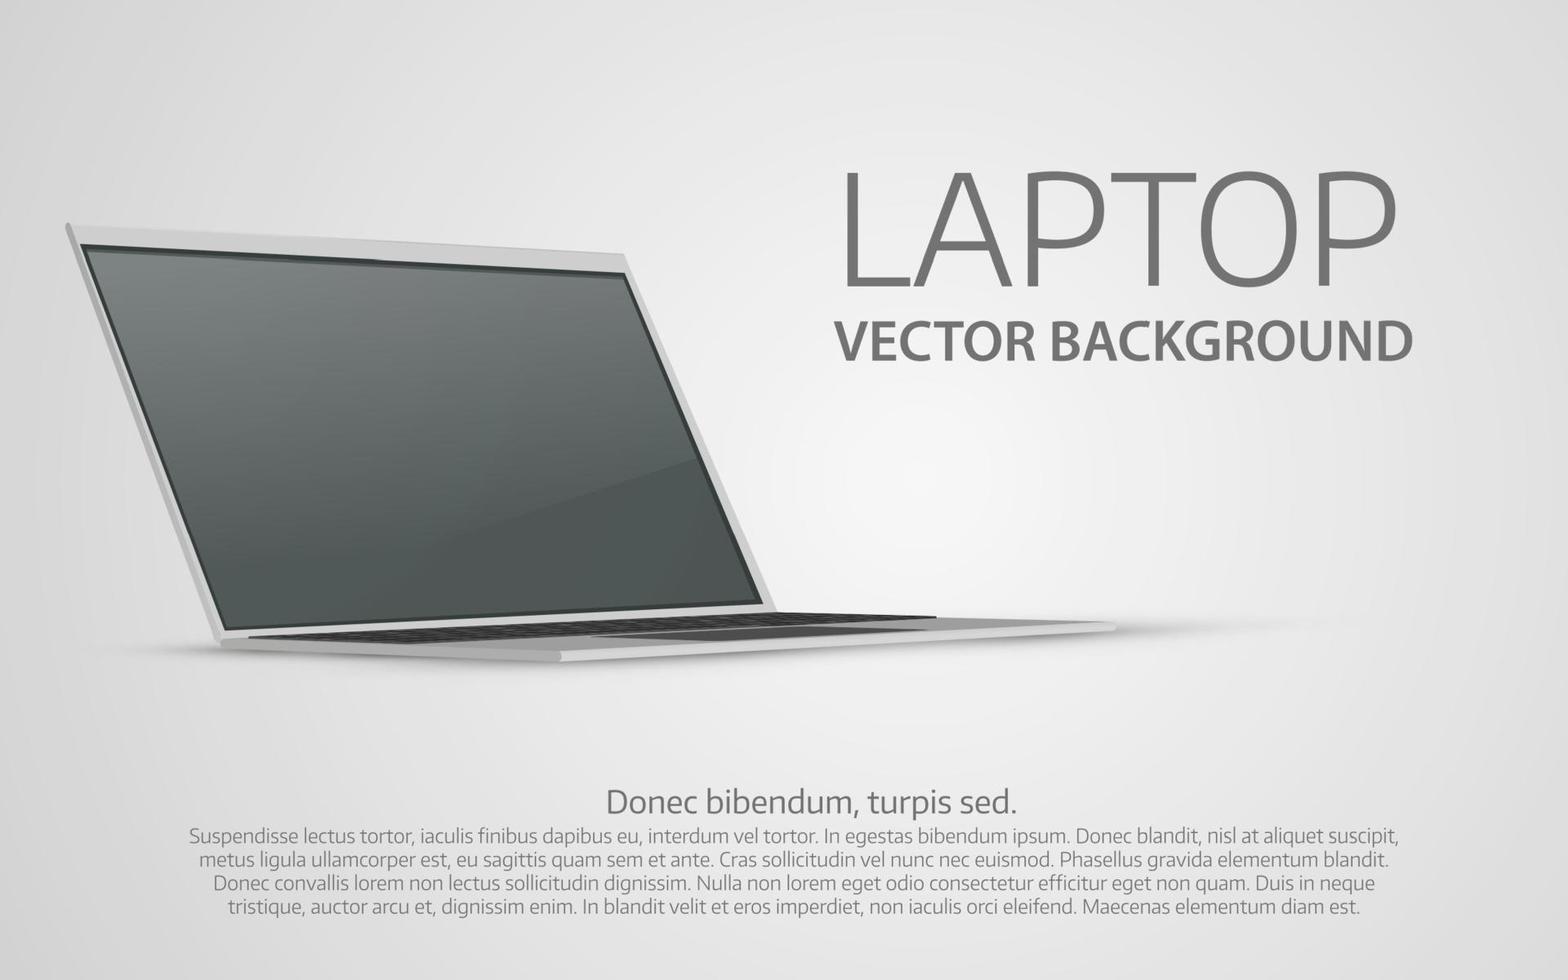 LAPTOP
VECTOR BACKGROUND
Donec bibendum, turpis sed.
Suspendisse lectus tortor, iaculis finibus dapibus eu, interdum vel tortor. In egestas bibendum ipsum. Donec blandit, nisl at aliquet suscipit,
metus ligula ullamcorper est, eu sagittis quam sem et ante. Cras sollicitudin vel nunc nec euismod. Phasellus gravida elementum blandit.
Donec convallis lorem non lectus sollicitudin dignissim. Nulla non lorem eget odio consectetur efficitur eget non quam. Duis in neque
tristique, auctor arcu et, dignissim enim. In blandit velit et eros imperdiet, non iaculis orci eleifend. Maecenas elementum diam est.